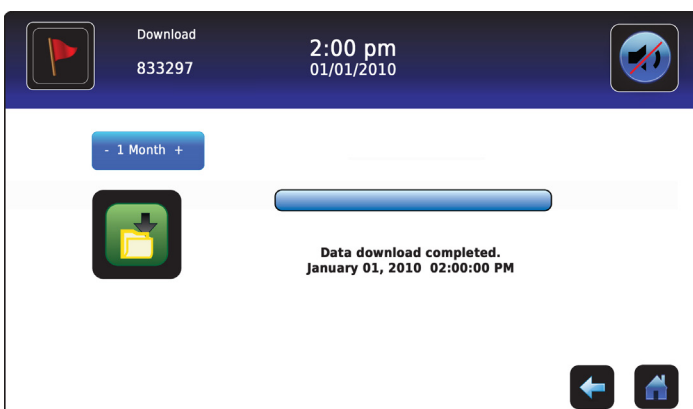 Download
833297
2:00 pm
01/01/2010
- 1 Month +
Data download completed.
January 01, 2010 02:00:00 PM